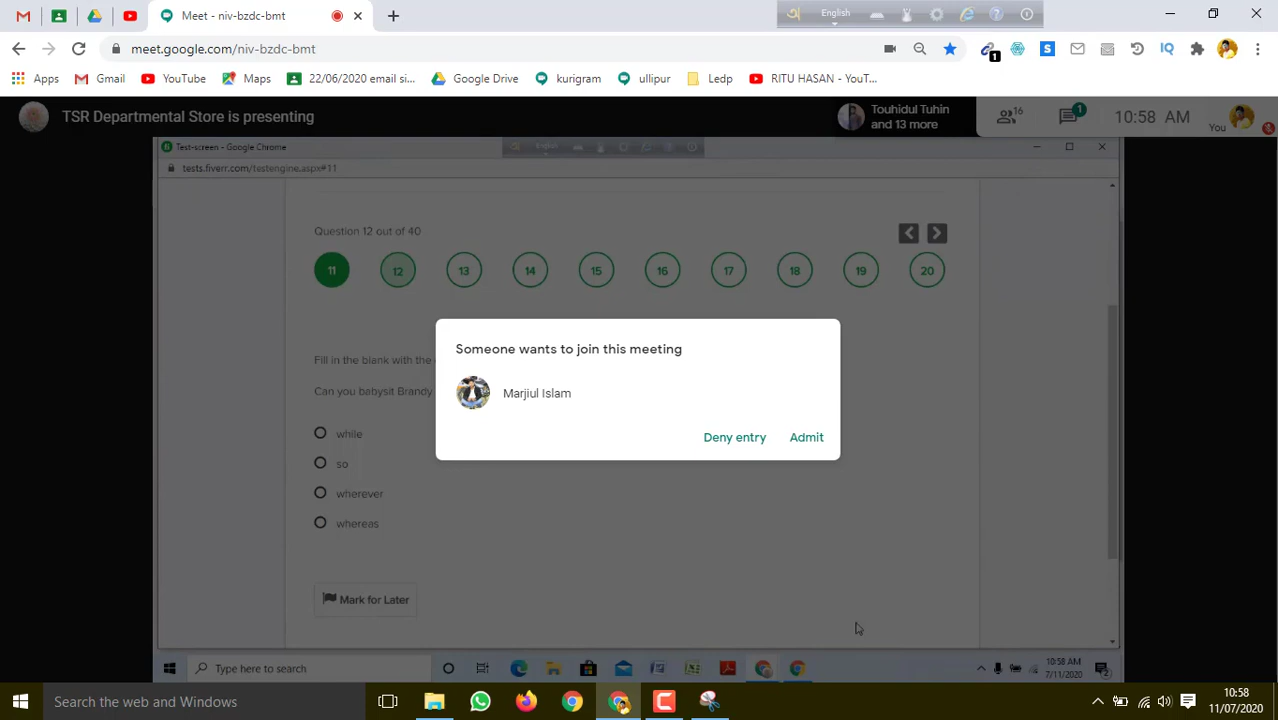 Meet - niv-bzdc-bmt
English
meet.google.com/niv-bzdc-bmt
1
S
IQ
Apps
Gmail
YouTube
Maps
22/06/2020 email si...
Google Drive
kurigram
ullipur
Ledp
RITU HASAN - YouT...
TSR Departmental Store is presenting
Touhidul Tuhin
and 13 more
16
1
10:58 AM
You
Test-screen - Google Chrome
English
tests.fiverr.com/testengine.aspx#11
Question 12 out of 40
11 12 13 14 15 16 17 18 19 20
Someone wants to join this meeting
Marjiul Islam
Deny entry
Admit
Fill in the blank with the
Can you babysit Brandy
while
so
wherever
whereas
Mark for Later
Type here to search
10:58 AM
7/11/2020
Search the web and Windows
10:58
11/07/2020